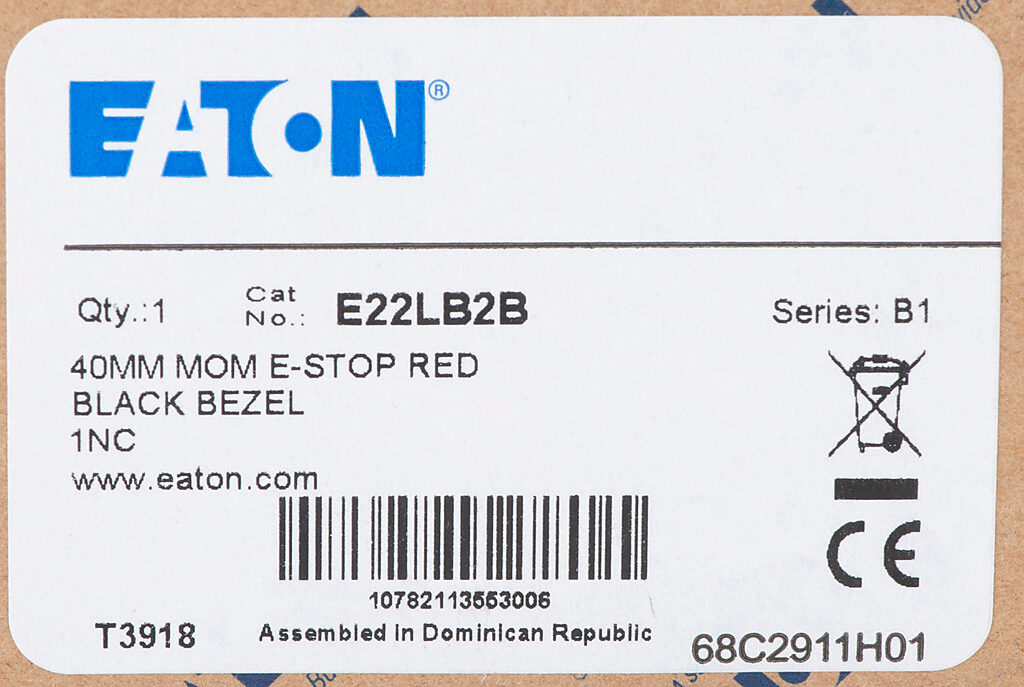 EATON®
Qty.:1 Cat No.: E22LB2B Series: B1
40MM MOM E-STOP RED
BLACK BEZEL
1NC
www.eaton.com
CE
10782113553006
T3918 Assembled in Dominican Republic 68C2911H01